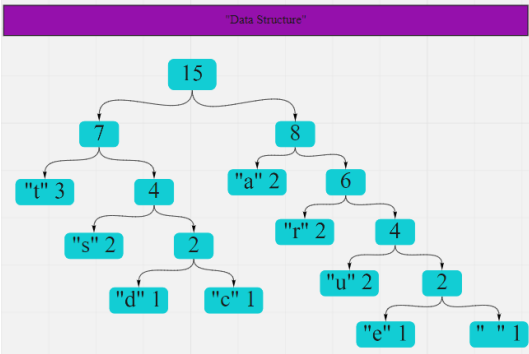 "Data Structure"
15
7 8
"t" 3 4 "a" 2 6
"s" 2 2 "r" 2 4
"d" 1 "c" 1 "u" 2 2
"e" 1 " " 1